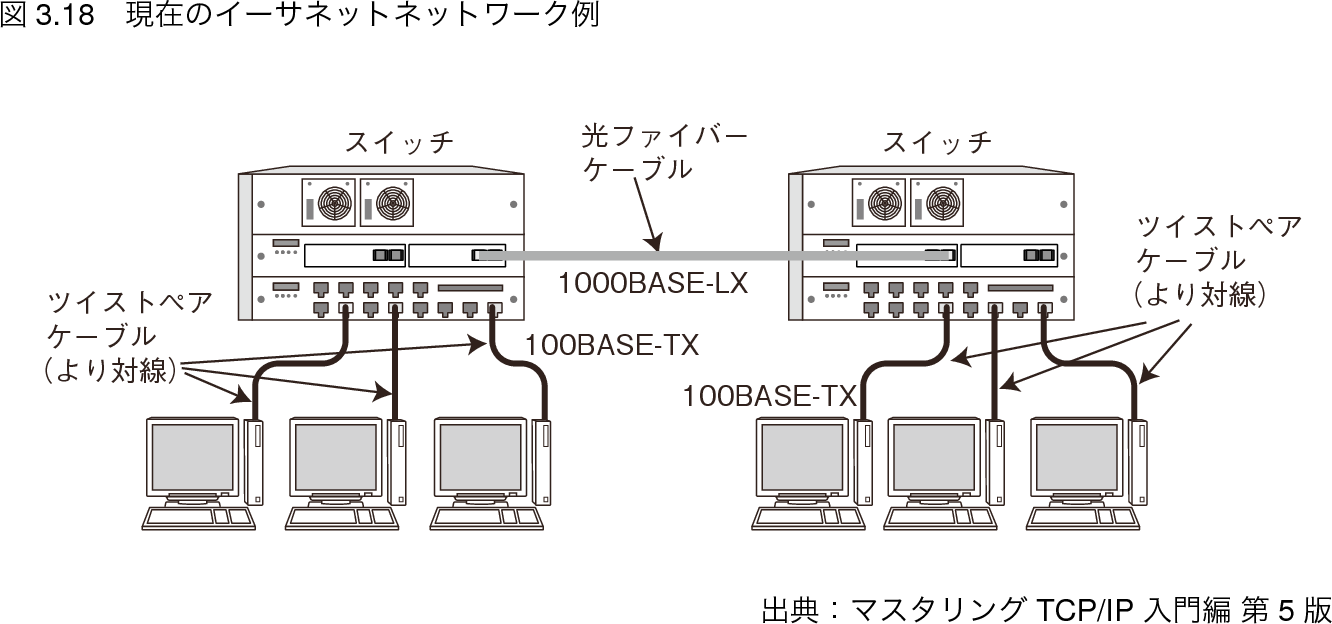 図 3.18　現在のイーサネットネットワーク例
スイッチ
光ファイバー
ケーブル
スイッチ
ツイストペア
ケーブル
（より対線）
1000BASE-LX
ツイストペア
ケーブル
（より対線）
100BASE-TX
100BASE-TX
出典：マスタリング TCP/IP 入門編 第 5 版